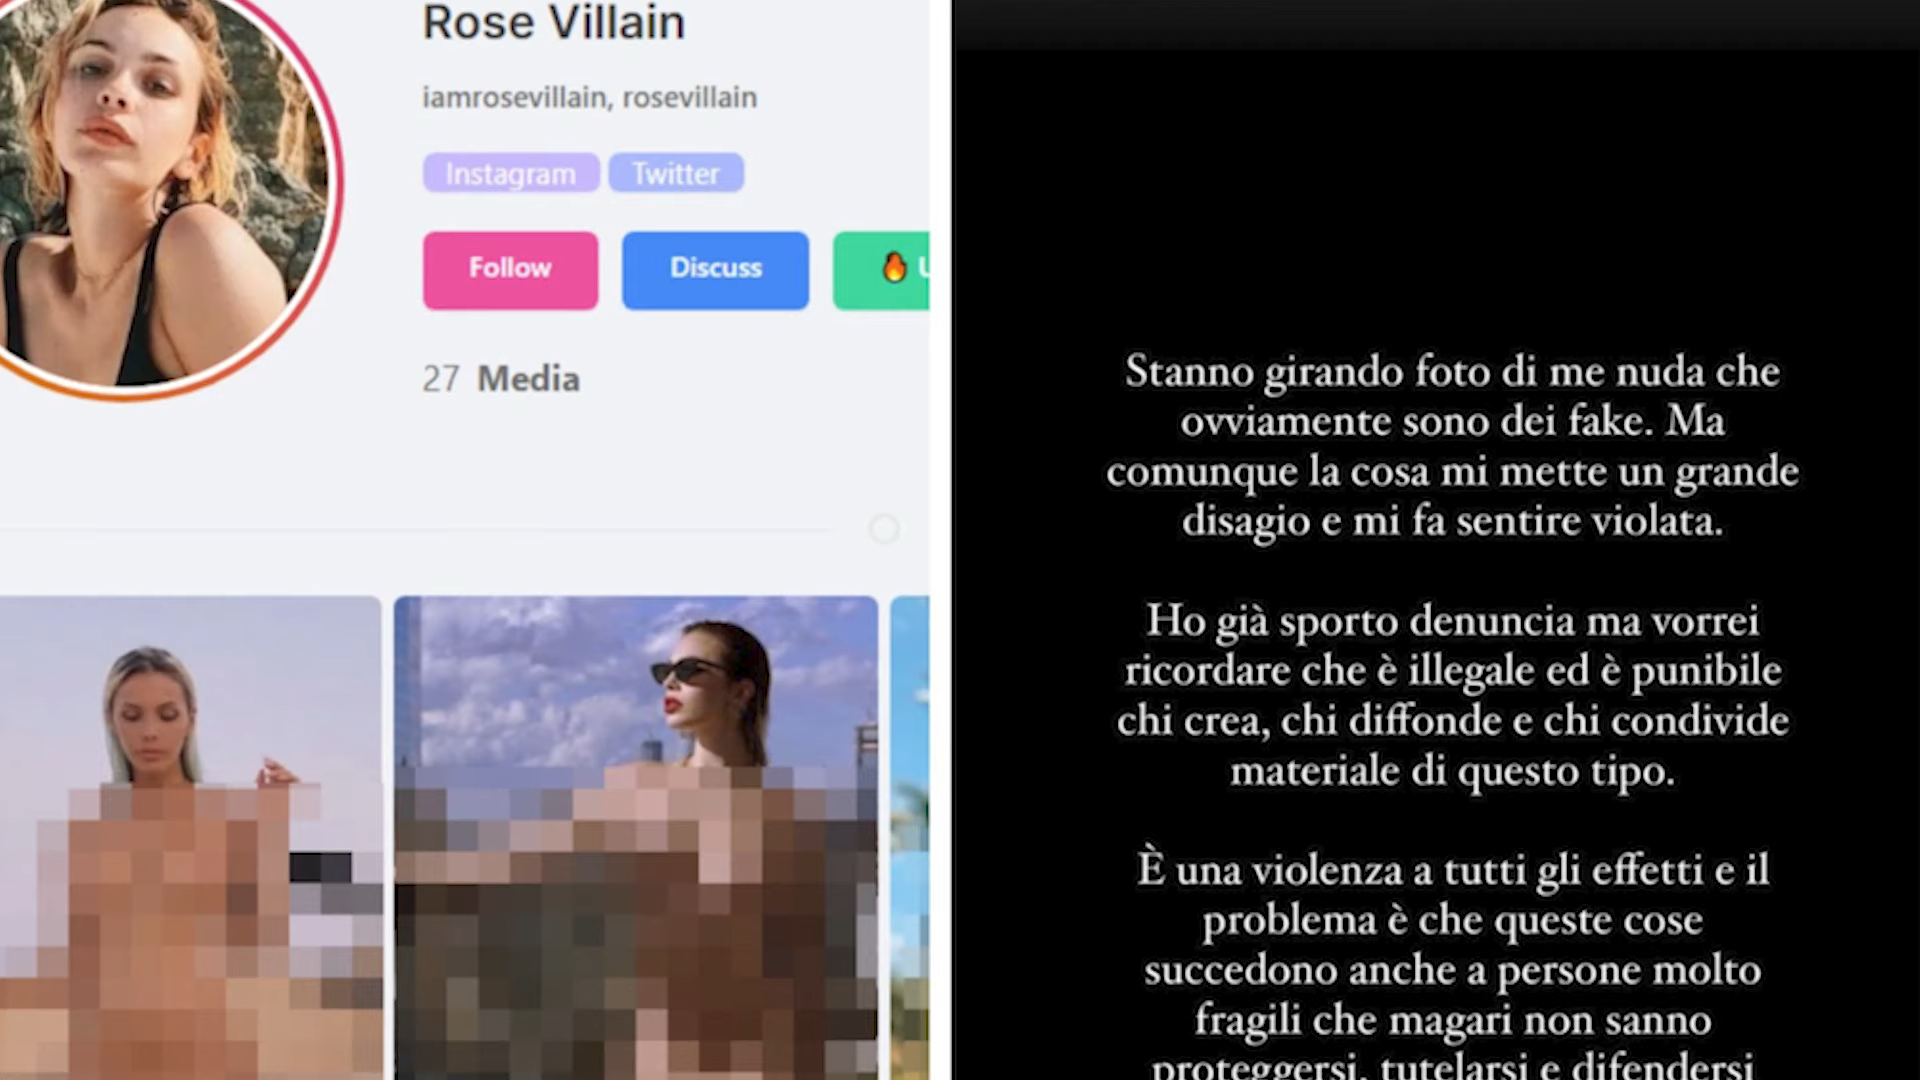 Rose Villain
iamrosevillain, rosevillain
Instagram Twitter
Follow Discuss
27 Media
Stanno girando foto di me nuda che
ovviamente sono dei fake. Ma
comunque la cosa mi mette un grande
disagio e mi fa sentire violata.
Ho già sporto denuncia ma vorrei
ricordare che è illegale ed è punibile
chi crea, chi diffonde e chi condivide
materiale di questo tipo.
È una violenza a tutti gli effetti e il
problema è che queste cose
succedono anche a persone molto
fragili che magari non sanno
proteggersi, tutelarsi e difendersi